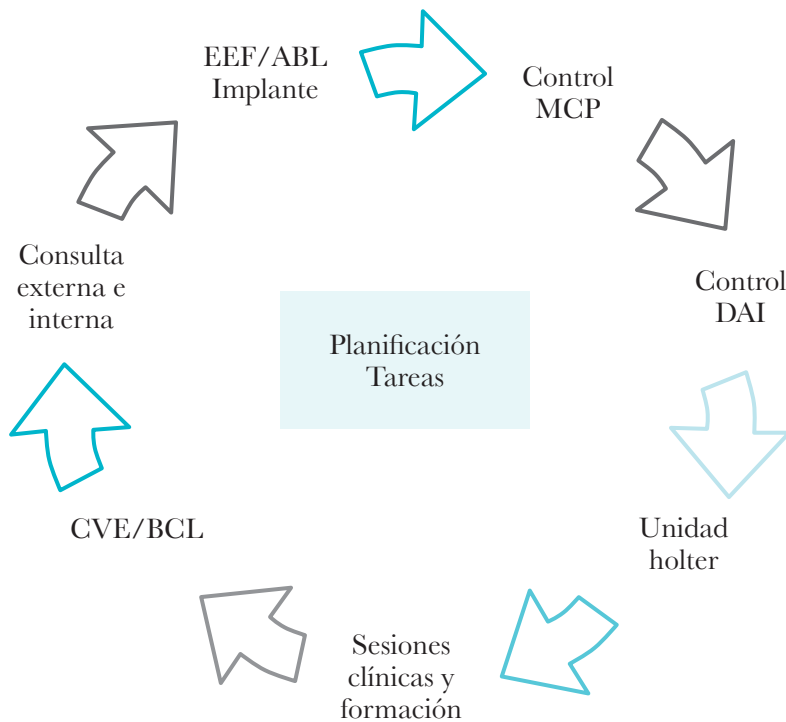 EEF/ABL
Implante
Control
MCP
Control
DAI
Unidad
holter
Sesiones
clínicas y
formación
CVE/BCL
Consulta
externa e
interna
Planificación
Tareas